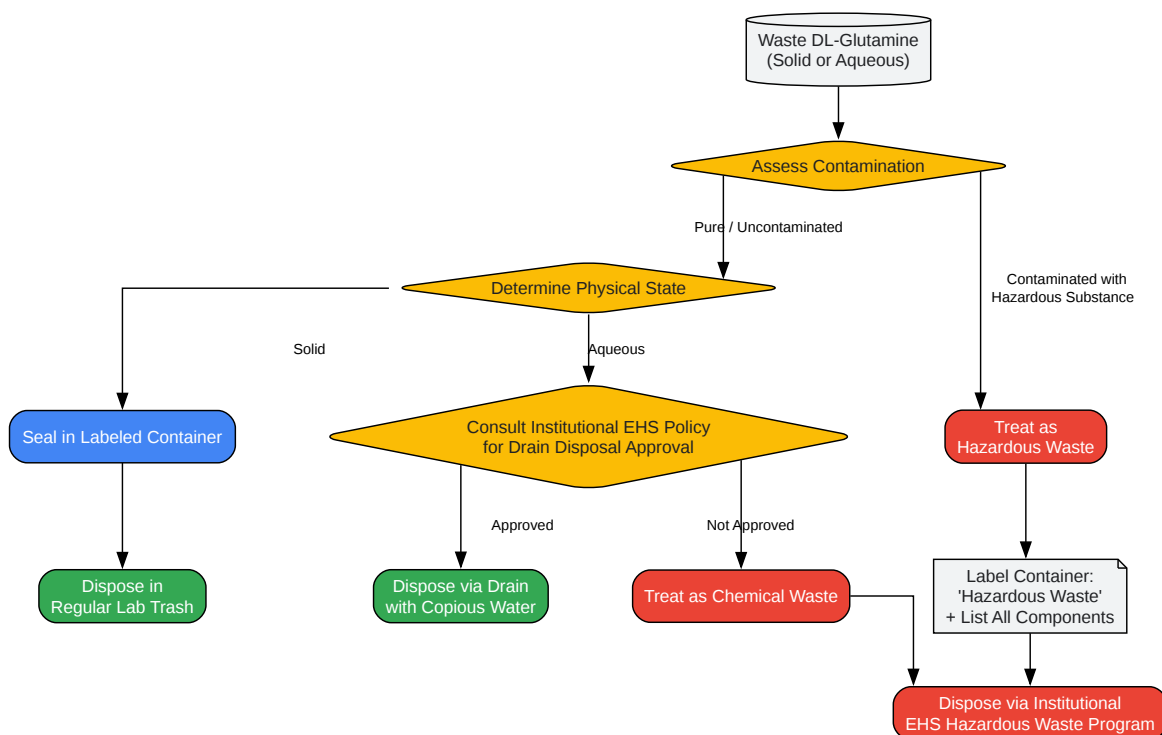 Waste DL-Glutamine
(Solid or Aqueous)
Assess Contamination
Pure / Uncontaminated
Contaminated with
Hazardous Substance
Determine Physical State
Solid
Aqueous
Seal in Labeled Container
Consult Institutional EHS Policy
for Drain Disposal Approval
Treat as
Hazardous Waste
Approved
Not Approved
Dispose in
Regular Lab Trash
Dispose via Drain
with Copious Water
Treat as Chemical Waste
Label Container:
'Hazardous Waste'
+ List All Components
Dispose via Institutional
EHS Hazardous Waste Program